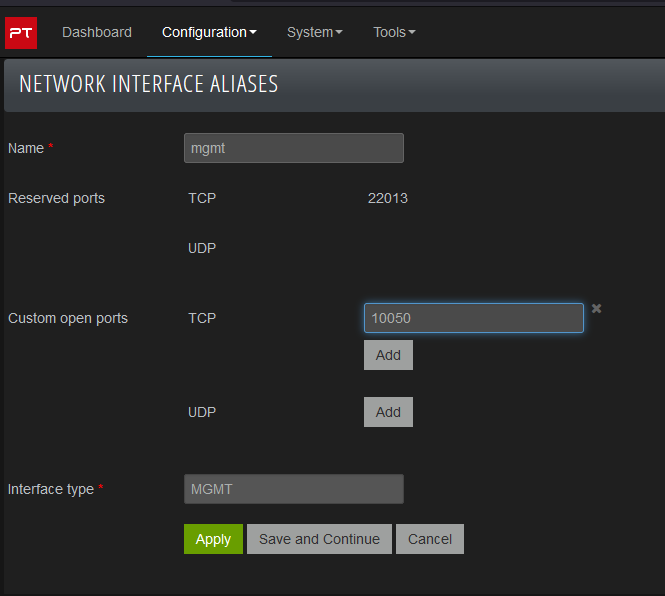 PT Dashboard Configuration System Tools
NETWORK INTERFACE ALIASES
Name * mgmt
Reserved ports TCP 22013
UDP
Custom open ports TCP 10050 ✖
Add
UDP Add
Interface type * MGMT
Apply Save and Continue Cancel